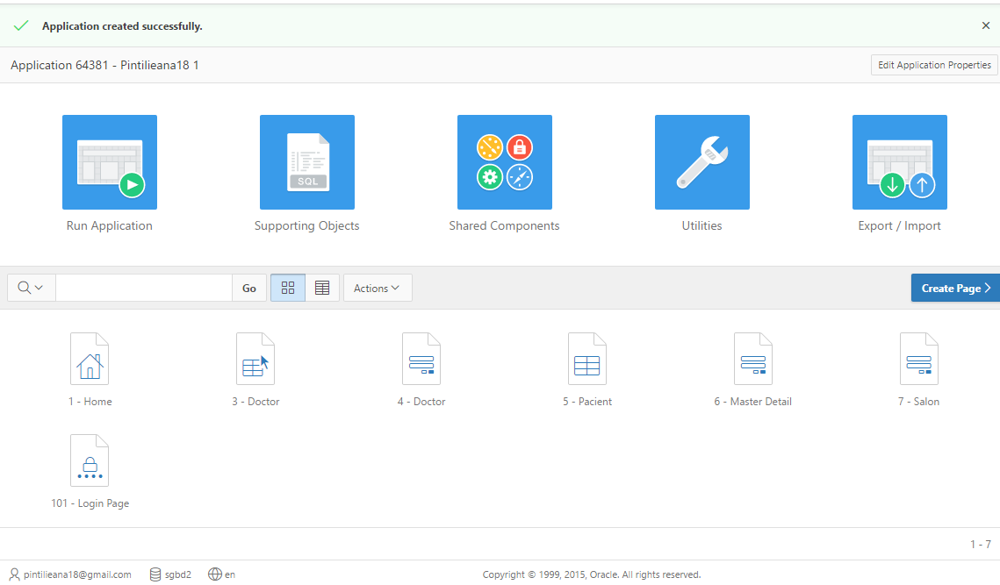 Application created successfully.
Application 64381 - Pintilieana18 1
Edit Application Properties
SQL
Run Application
Supporting Objects
Shared Components
Utilities
Export / Import
Go
Actions
Create Page
1 - Home
3 - Doctor
4 - Doctor
5 - Pacient
6 - Master Detail
7 - Salon
101 - Login Page
1 - 7
pintilieana18@gmail.com
sgbd2
en
Copyright © 1999, 2015, Oracle. All rights reserved.